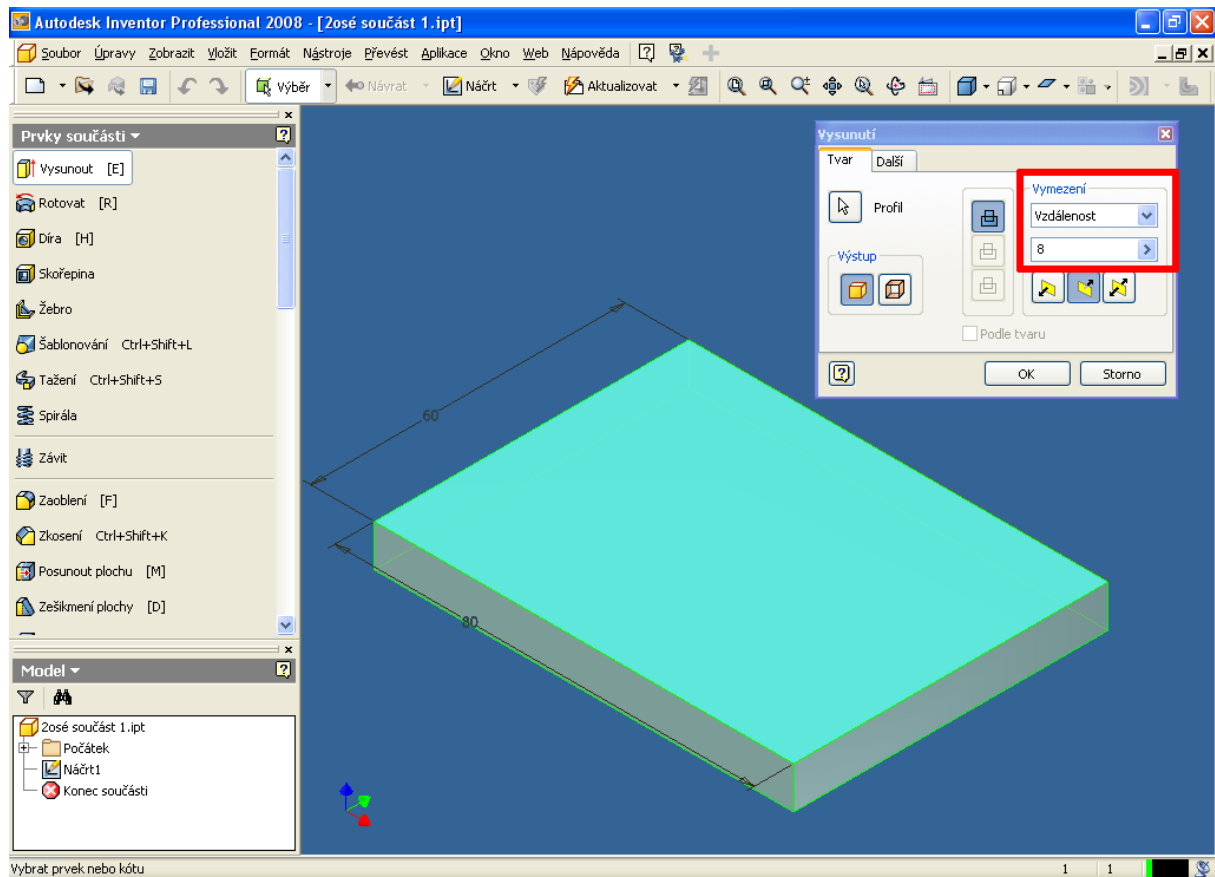 Autodesk Inventor Professional 2008 - [2osé součást 1.ipt]
Soubor Úpravy Zobrazit Vložit Formát Nástroje Převést Aplikace Okno Web Nápověda
Výběr Návrat Náčrt Aktualizovat
Prvky součásti
Vysunout [E]
Rotovat [R]
Díra [H]
Skořepina
Žebro
Šablonování Ctrl+Shift+L
Tažení Ctrl+Shift+S
Spirála
Závit
Zaoblení [F]
Zkosení Ctrl+Shift+K
Posunout plochu [M]
Zešikmení plochy [D]
Model
2osé součást 1.ipt
Počátek
Náčrt1
Konec součásti
60
80
Vysunutí
Tvar Další
Profil
Výstup
Vymezení
Vzdálenost
8
Podle tvaru
OK Storno
Vybrat prvek nebo kótu
1 1